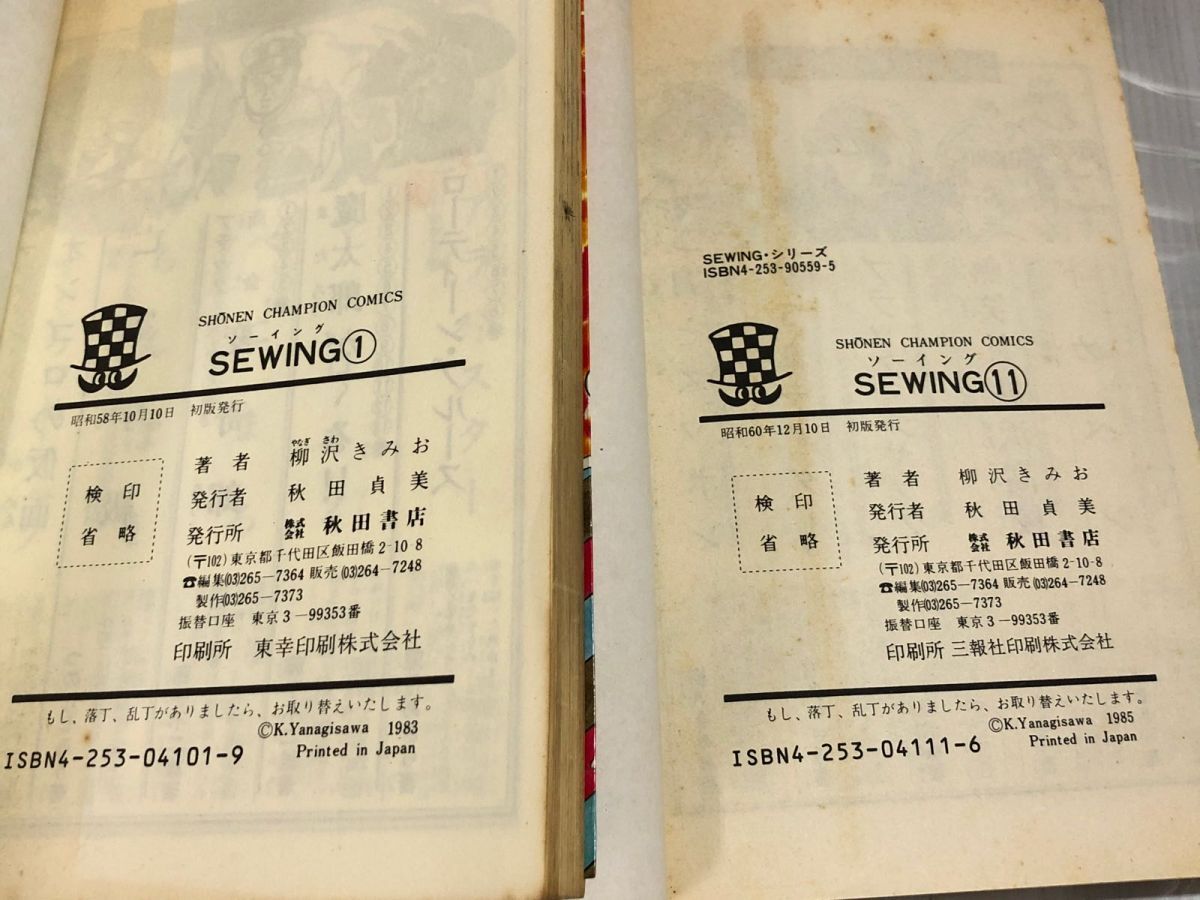 SHŌNEN CHAMPION COMICS
ソーイング
SEWING①
昭和58年10月10日 初版発行
検印
省略
やなぎ さわ
著者 柳沢きみお
発行者 秋田貞美
発行所 株式会社 秋田書店
(〒102)東京都千代田区飯田橋2-10-8
☎編集(03)265-7364 販売(03)264-7248
製作(03)265-7373
振替口座 東京3-99353番
印刷所 東幸印刷株式会社
もし、落丁、乱丁がありましたら、お取り替えいたします。
©K.Yanagisawa 1983
Printed in Japan
ISBN4-253-04101-9
SEWING・シリーズ
ISBN4-253-90559-5
SHŌNEN CHAMPION COMICS
ソーイング
SEWING⑪
昭和60年12月10日 初版発行
検印
省略
著者 柳沢きみお
発行者 秋田貞美
発行所 株式会社 秋田書店
(〒102)東京都千代田区飯田橋2-10-8
☎編集(03)265-7364 販売(03)264-7248
製作(03)265-7373
振替口座 東京3-99353番
印刷所 三報社印刷株式会社
もし、落丁、乱丁がありましたら、お取り替えいたします。
©K.Yanagisawa 1985
Printed in Japan
ISBN4-253-04111-6